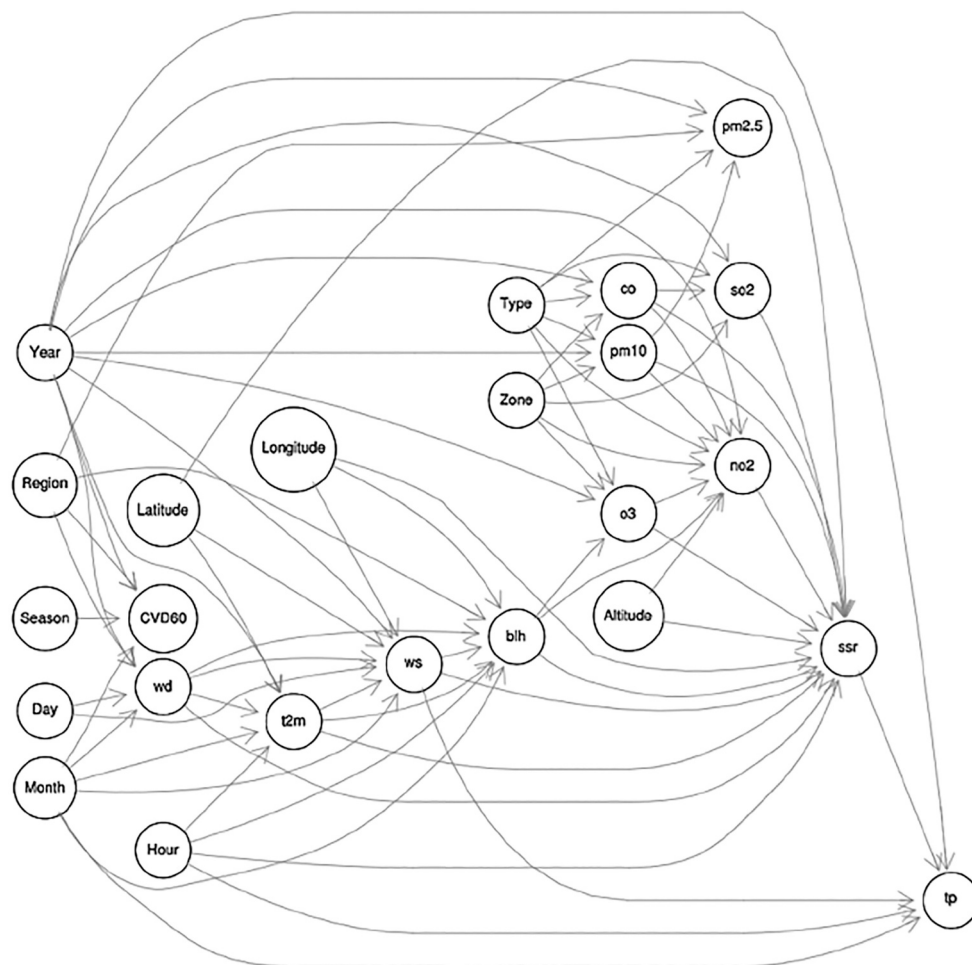 pm2.5
Type
co
so2
Year
pm10
Zone
Longitude
no2
Region
Latitude
o3
Season
CVD60
Altitude
blh
ssr
ws
wd
Day
t2m
Month
Hour
tp